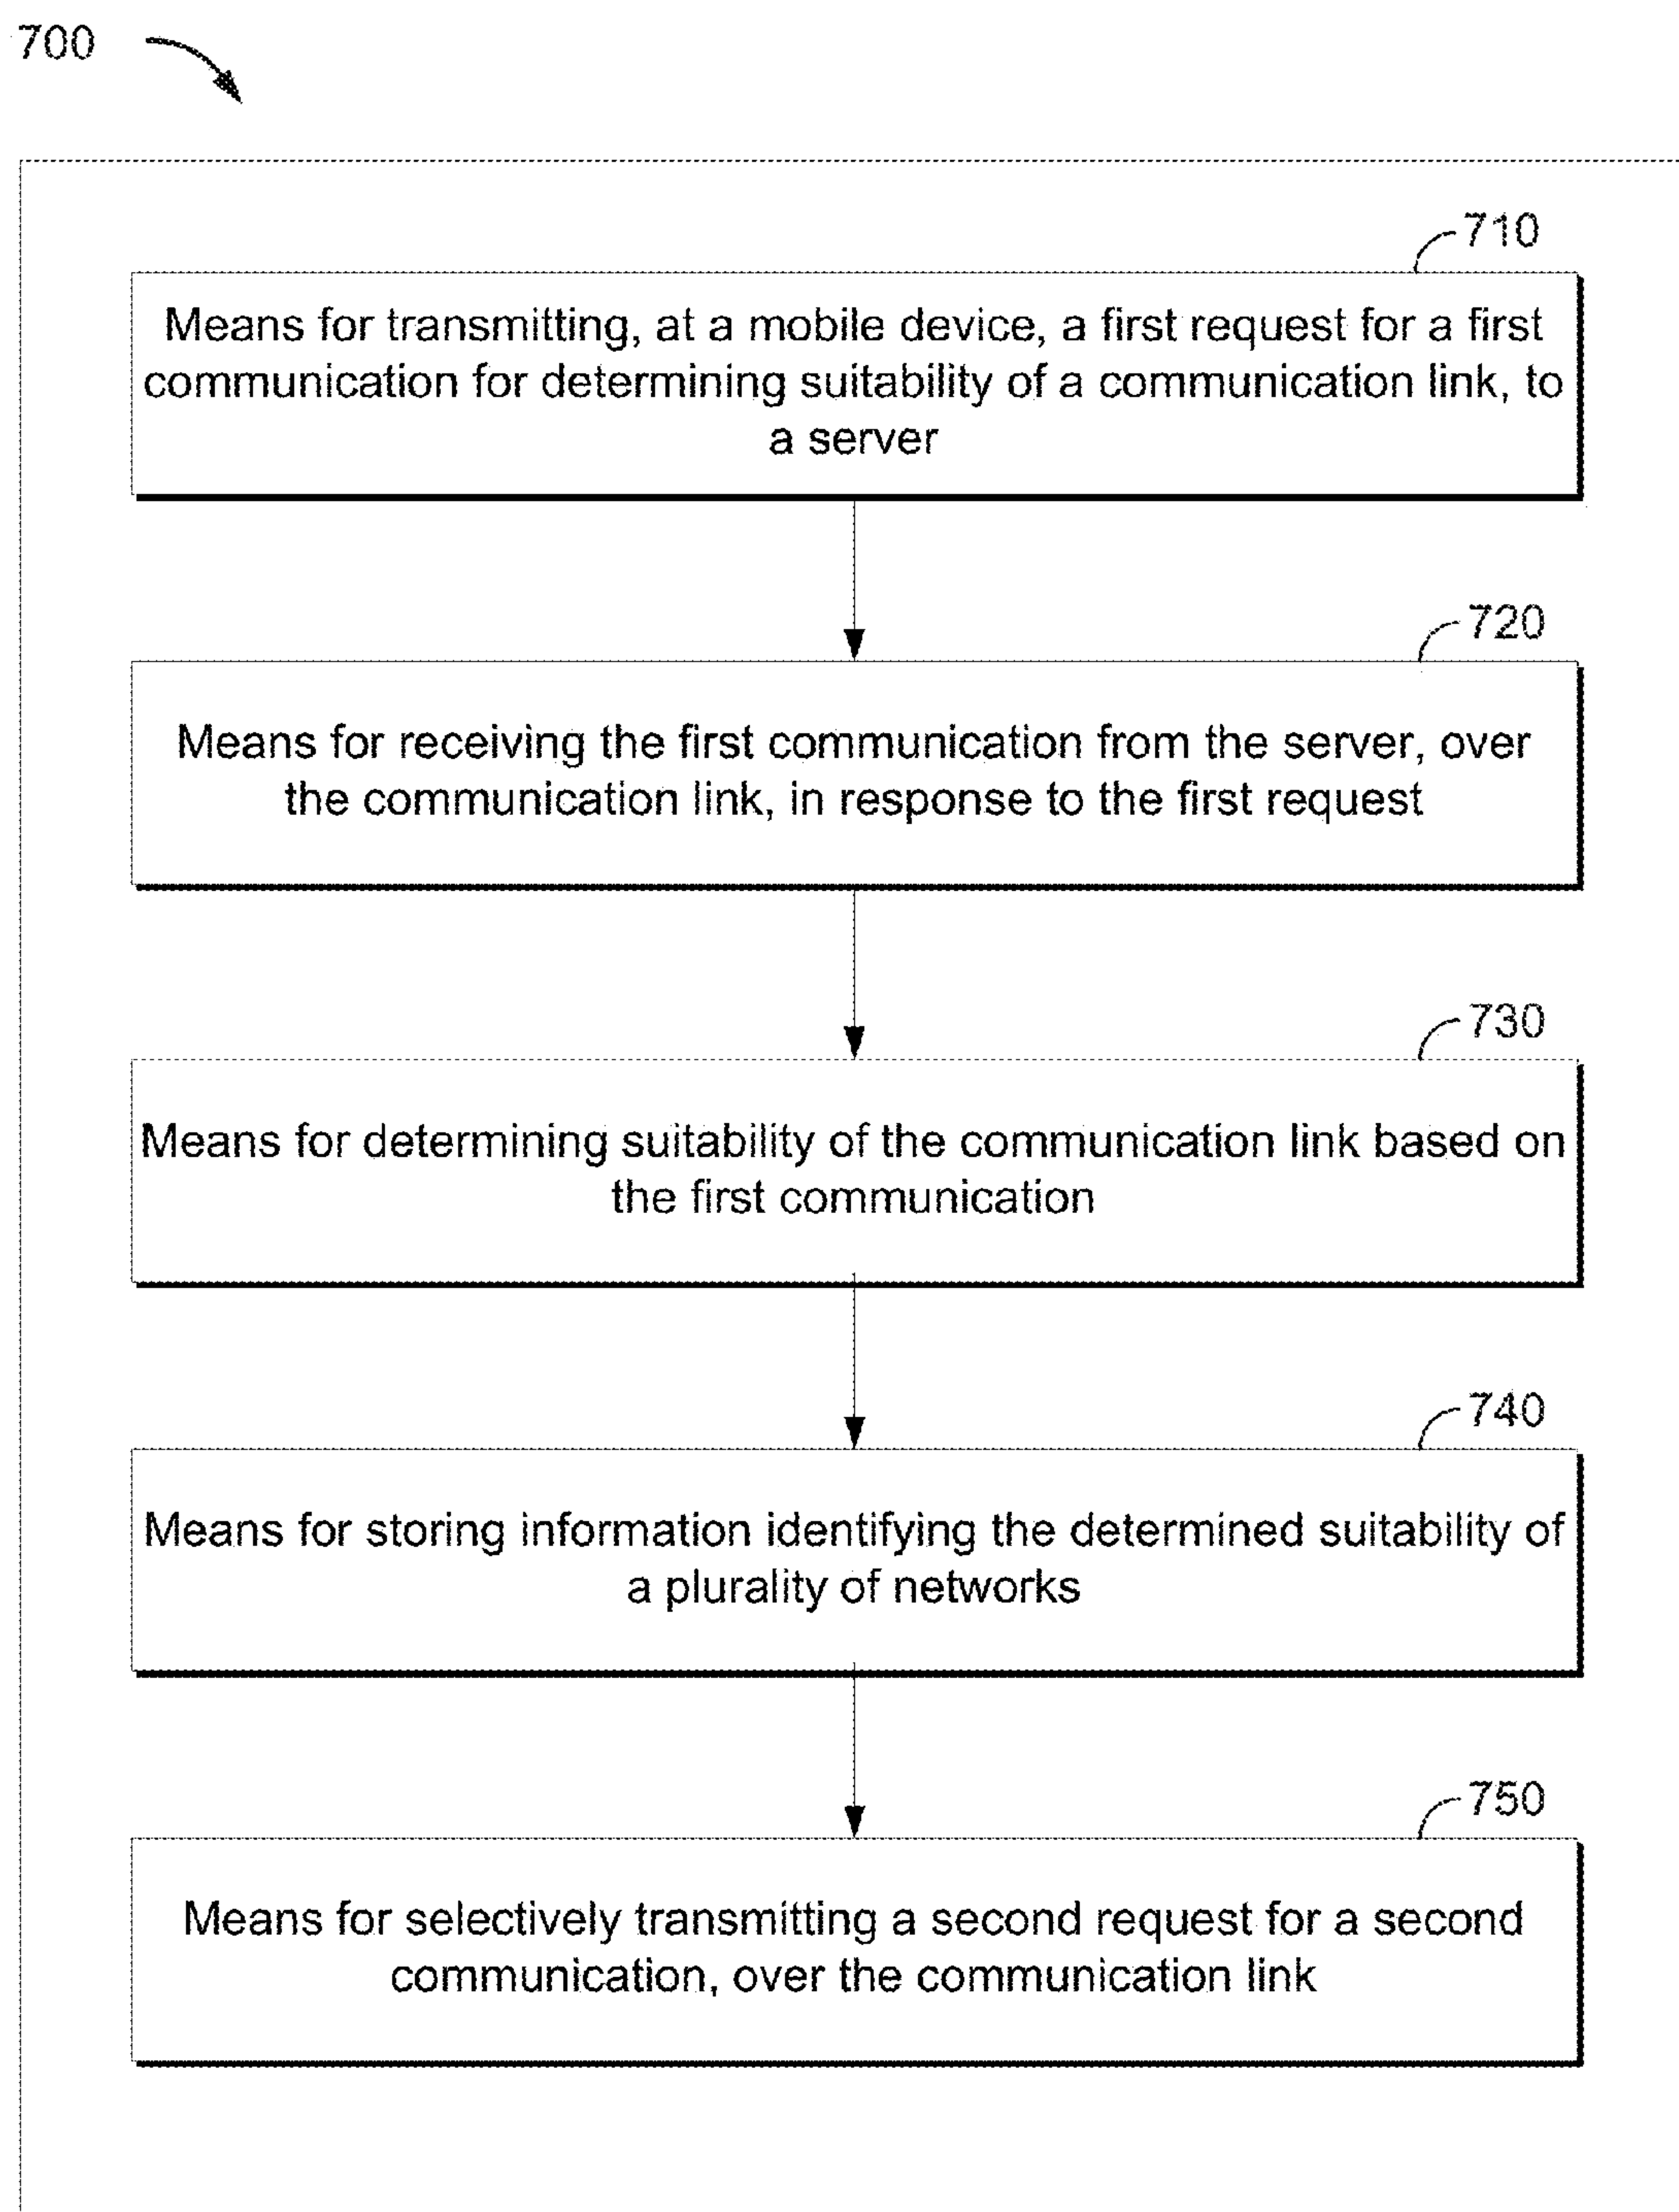 700
710
Means for transmitting, at a mobile device, a first request for a first
communication for determining suitability of a communication link, to
a server
720
Means for receiving the first communication from the server, over
the communication link, in response to the first request
730
Means for determining suitability of the communication link based on
the first communication
740
Means for storing information identifying the determined suitability of
a plurality of networks
750
Means for selectively transmitting a second request for a second
communication, over the communication link